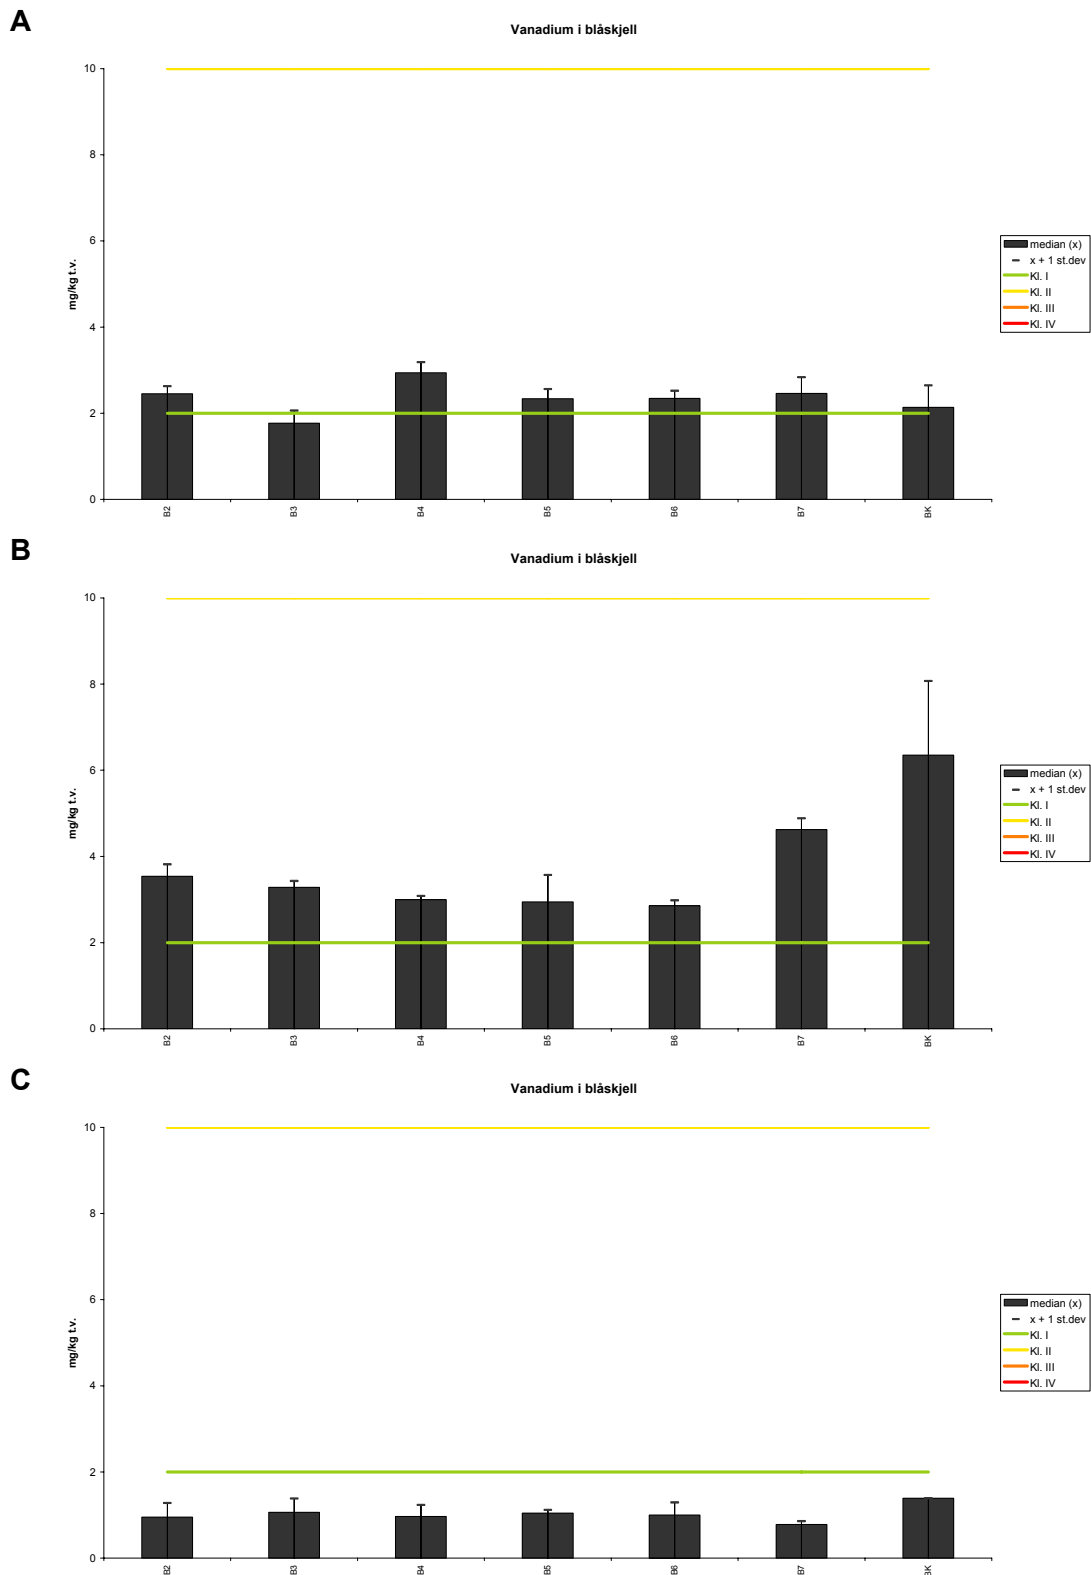 A
Vanadium i blåskjell
10
8
6
4
2
0
mg/kg t.v.
B2
B3
B4
B5
B6
B7
BK
median (x)
x + 1 st.dev
Kl. I
Kl. II
Kl. III
Kl. IV
B
Vanadium i blåskjell
10
8
6
4
2
0
mg/kg t.v.
B2
B3
B4
B5
B6
B7
BK
median (x)
x + 1 st.dev
Kl. I
Kl. II
Kl. III
Kl. IV
C
Vanadium i blåskjell
10
8
6
4
2
0
mg/kg t.v.
B2
B3
B4
B5
B6
B7
BK
median (x)
x + 1 st.dev
Kl. I
Kl. II
Kl. III
Kl. IV